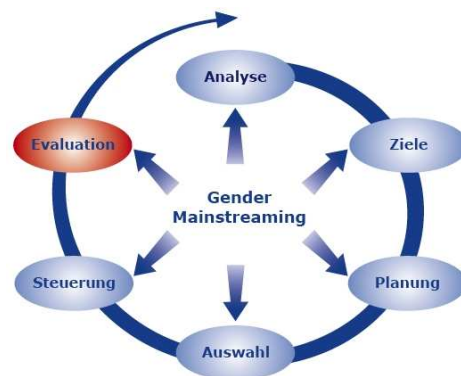 Analyse
Evaluation
Ziele
Gender
Mainstreaming
Steuerung
Planung
Auswahl